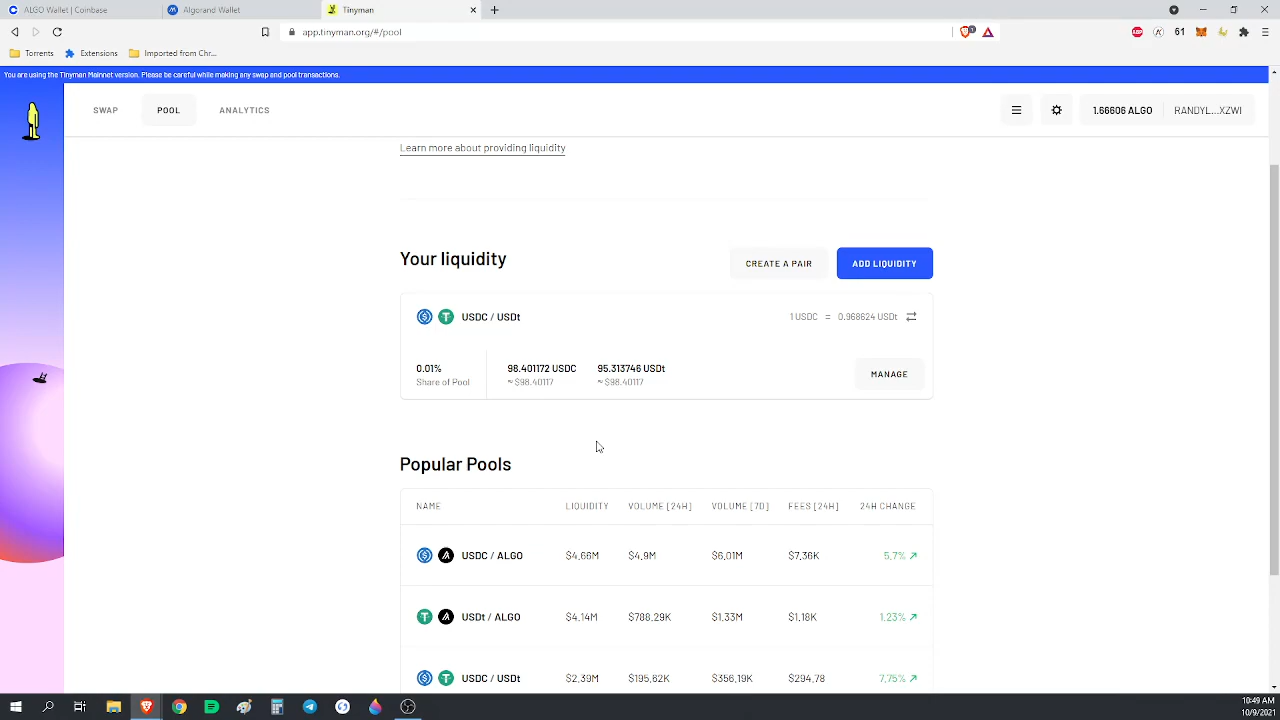 ALGO Wallet | Coinbase
Algorand Wallet
Tinyman
app.tinyman.org/#/pool
61
Torrents
Extensions
Imported from Chr...
You are using the Tinyman Mainnet version. Please be careful while making any swap and pool transactions.
SWAP
POOL
ANALYTICS
1.66606 ALGO
RANDYL...XZWI
Learn more about providing liquidity
Your liquidity
CREATE A PAIR
ADD LIQUIDITY
USDC / USDt
1 USDC = 0.968624 USDt
0.01%
98.401172 USDC
95.313746 USDt
Share of Pool
≈ $98.40117
≈ $98.40117
MANAGE
Popular Pools
NAME LIQUIDITY VOLUME [24H] VOLUME [7D] FEES [24H] 24H CHANGE
USDC / ALGO $4.66M $4.9M $6.01M $7.36K 5.7%
USDt / ALGO $4.14M $788.29K $1.33M $1.18K 1.23%
USDC / USDt $2.39M $195.62K $356.19K $294.78 7.75%
10:49 AM
10/9/2021